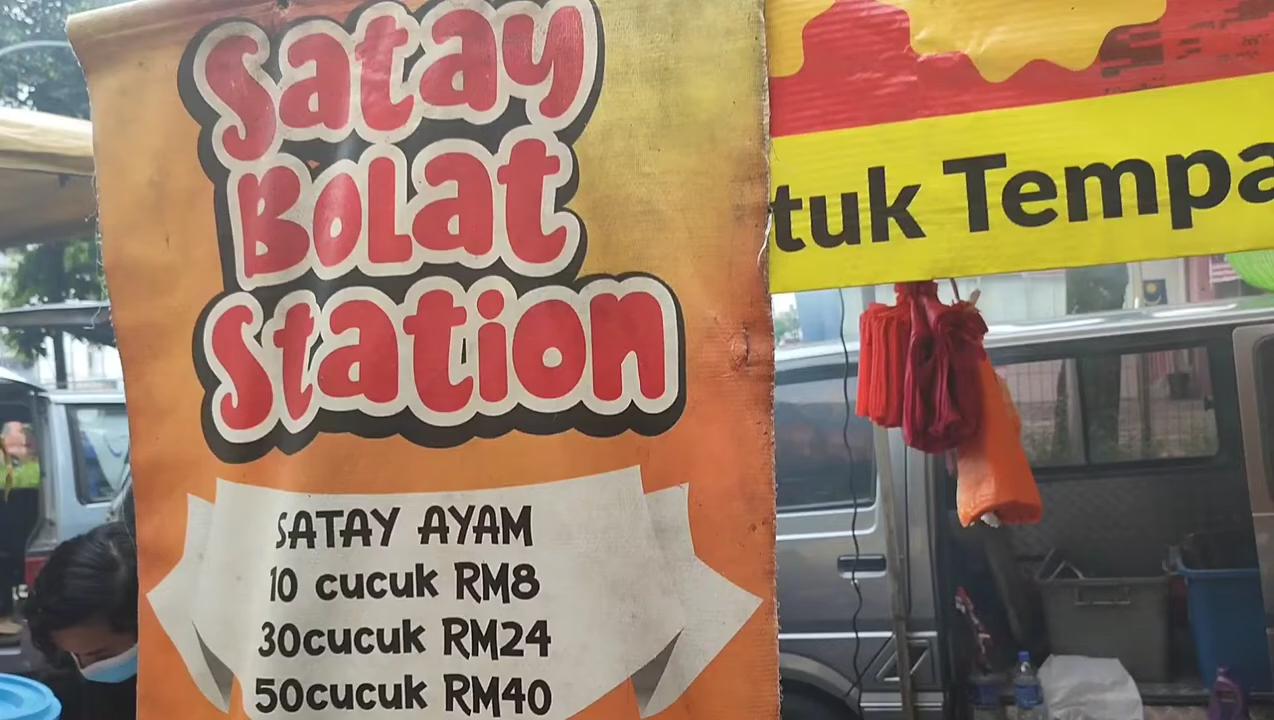 Satay
Bolat
Station
SATAY AYAM
10 cucuk RM8
30cucuk RM24
50cucuk RM40
tuk Tempa